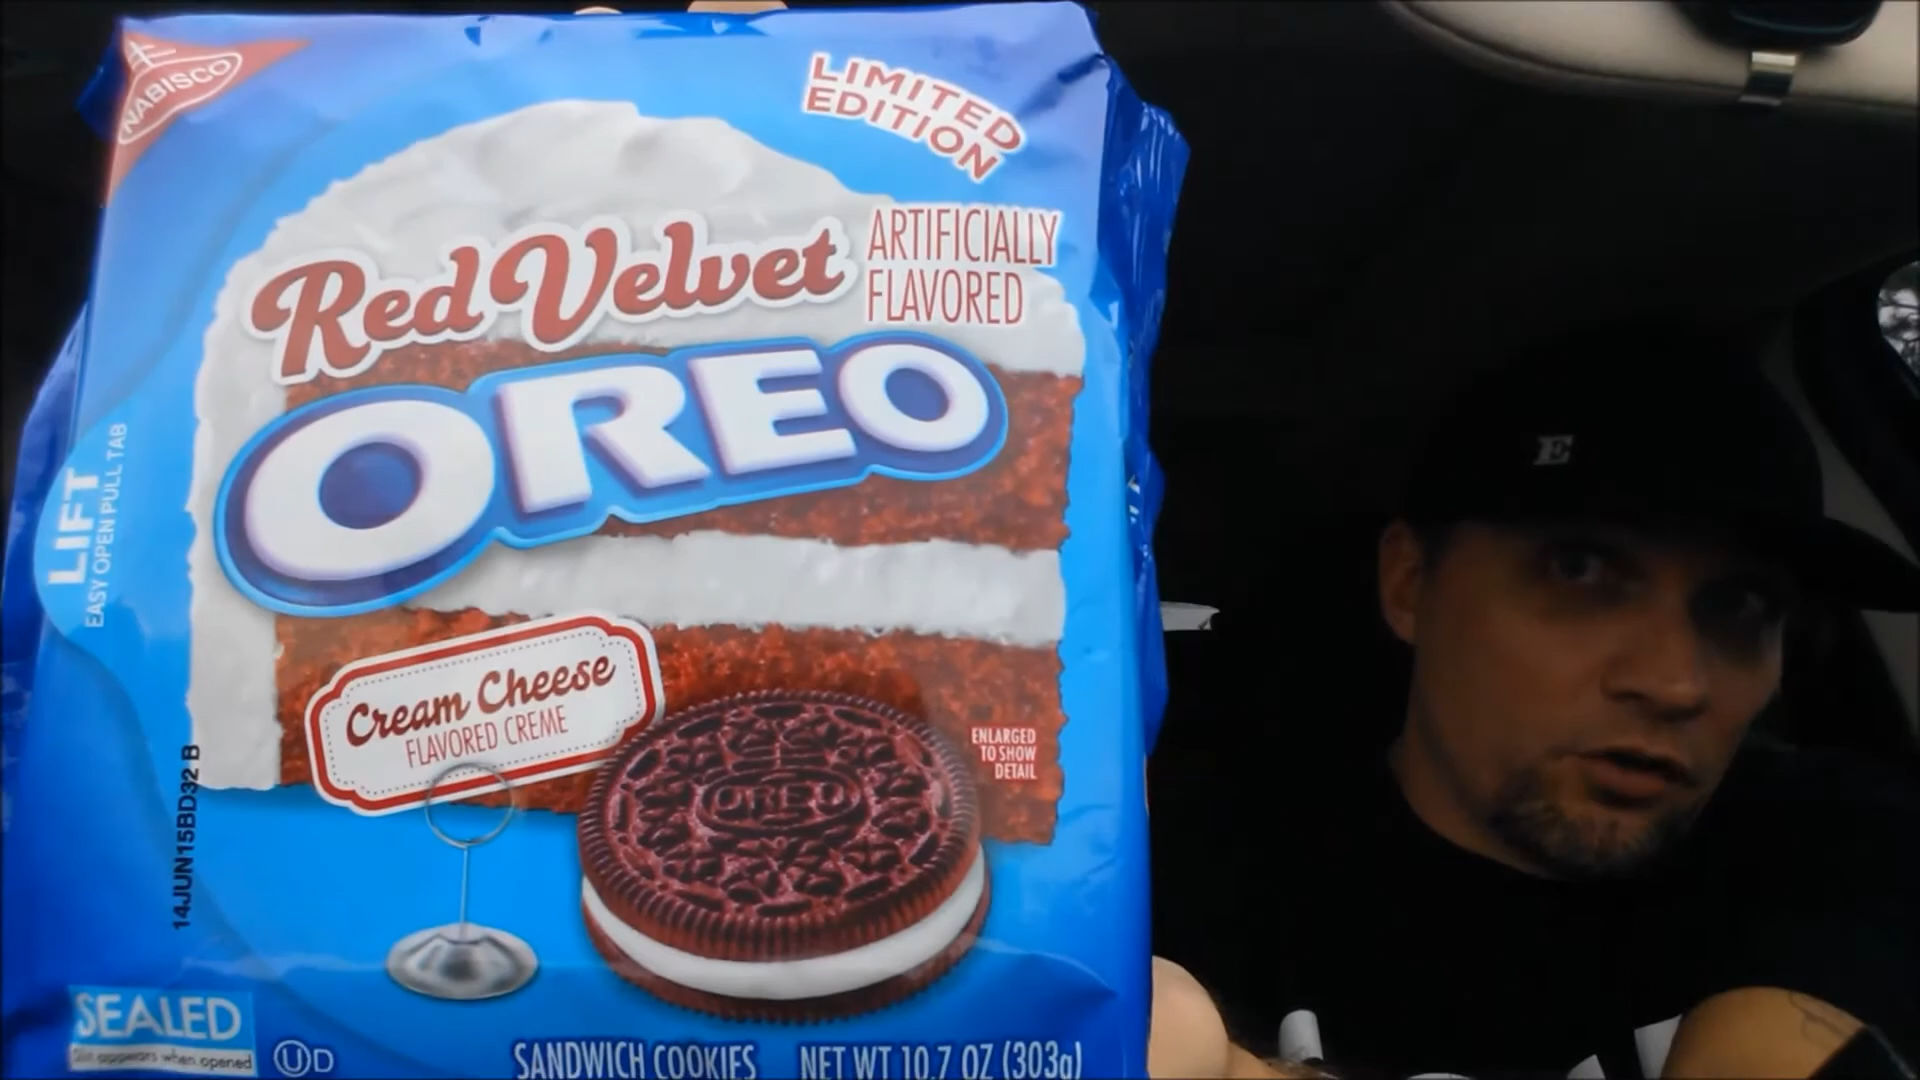 NABISCO
LIMITED
EDITION
Red Velvet
ARTIFICIALLY
FLAVORED
OREO
LIFT
EASY OPEN PULL TAB
Cream Cheese
FLAVORED CREME
ENLARGED
TO SHOW
DETAIL
OREO
14JUN15BD32 B
SEALED
appears when opened
U D
SANDWICH COOKIES
NET WT 10.7 OZ (303g)
E